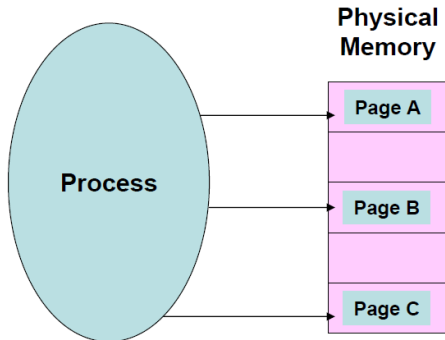 Physical
Memory
Page A
Process
Page B
Page C